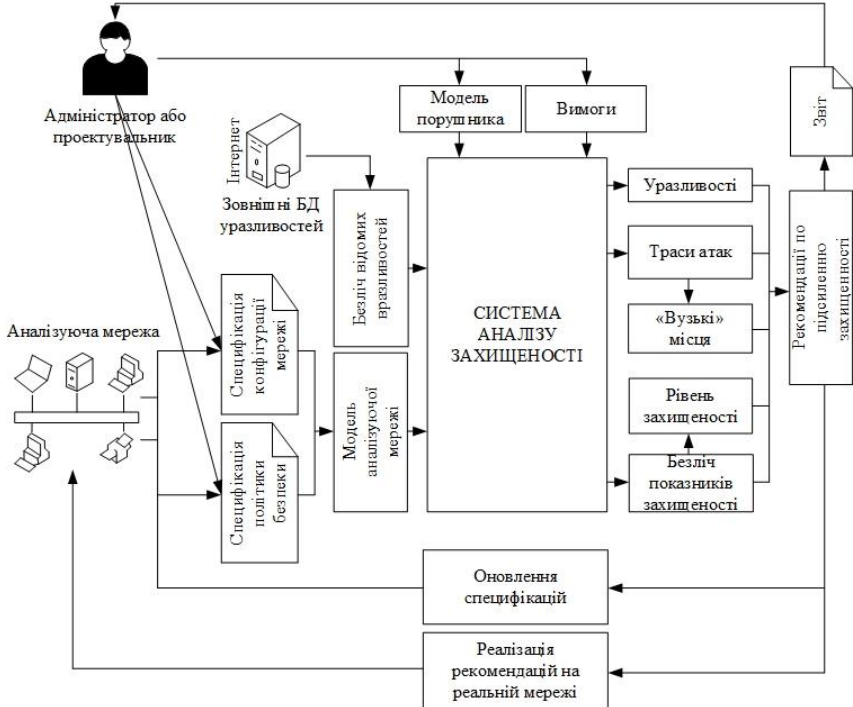 Адміністратор або
проектувальник
Модель
порушника
Вимоги
Звіт
Інтернет
Зовнішні БД
уразливостей
Безліч відомих
вразливостей
Уразливості
Траси атак
«Вузькі»
місця
Рекомендації по
підсиленню
захищенності
СИСТЕМА
АНАЛІЗУ
ЗАХИЩЕНОСТІ
Аналізуюча мережа
Специфікація
конфігурації
мережі
Специфікація
політики
безпеки
Модель
аналізуючої
мережі
Рівень
захищеності
Безліч
показників
захищеності
Оновлення
специфікацій
Реалізація
рекомендацій на
реальній мережі